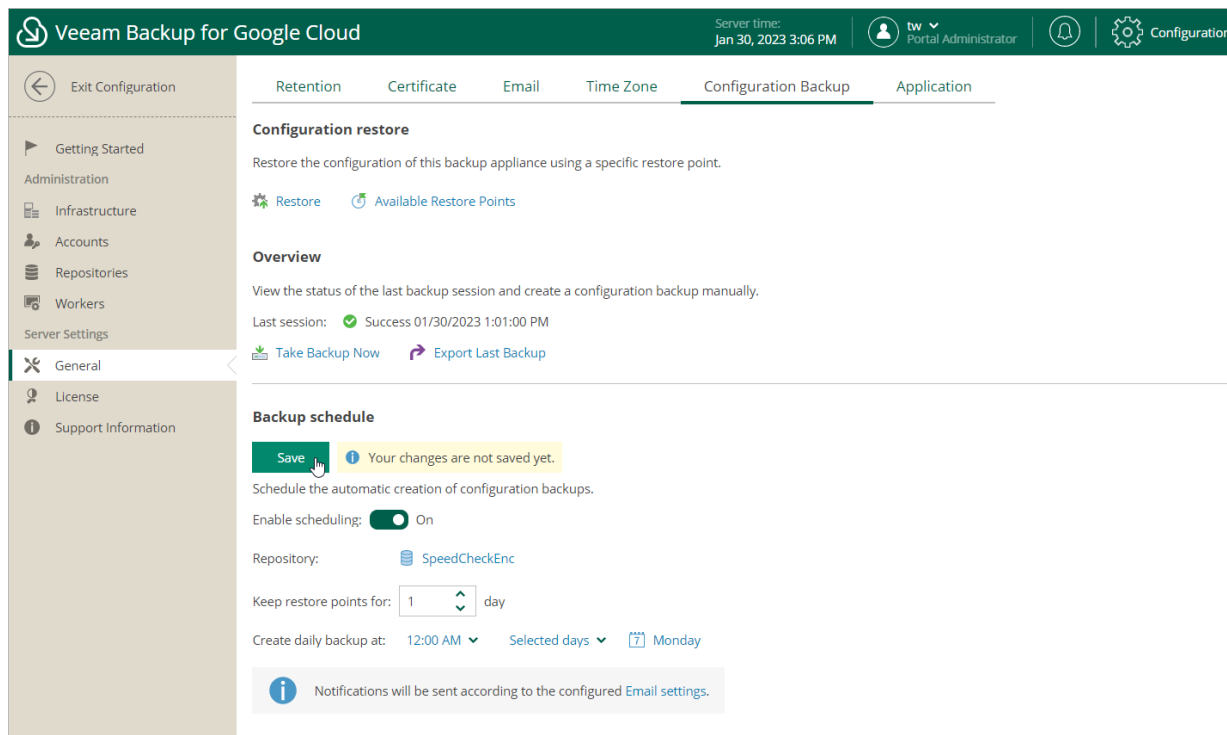 Veeam Backup for Google Cloud
Server time:
Jan 30, 2023 3:06 PM
tw
Portal Administrator
Configuration
Exit Configuration
Getting Started
Administration
Infrastructure
Accounts
Repositories
Workers
Server Settings
General
License
Support Information
Retention Certificate Email Time Zone Configuration Backup Application
Configuration restore
Restore the configuration of this backup appliance using a specific restore point.
Restore Available Restore Points
Overview
View the status of the last backup session and create a configuration backup manually.
Last session: Success 01/30/2023 1:01:00 PM
Take Backup Now Export Last Backup
Backup schedule
Save Your changes are not saved yet.
Schedule the automatic creation of configuration backups.
Enable scheduling: On
Repository: SpeedCheckEnc
Keep restore points for: 1 day
Create daily backup at: 12:00 AM Selected days 7 Monday
Notifications will be sent according to the configured Email settings.